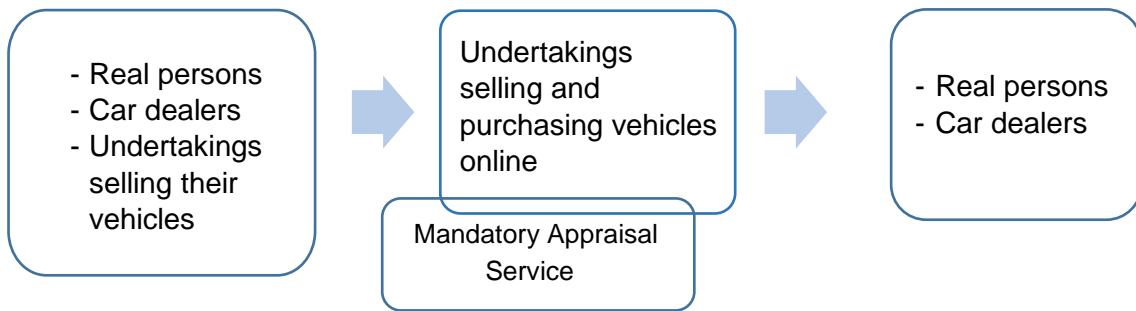 - Real persons
- Car dealers
- Undertakings
selling their
vehicles
Undertakings
selling and
purchasing vehicles
online
Mandatory Appraisal
Service
- Real persons
- Car dealers